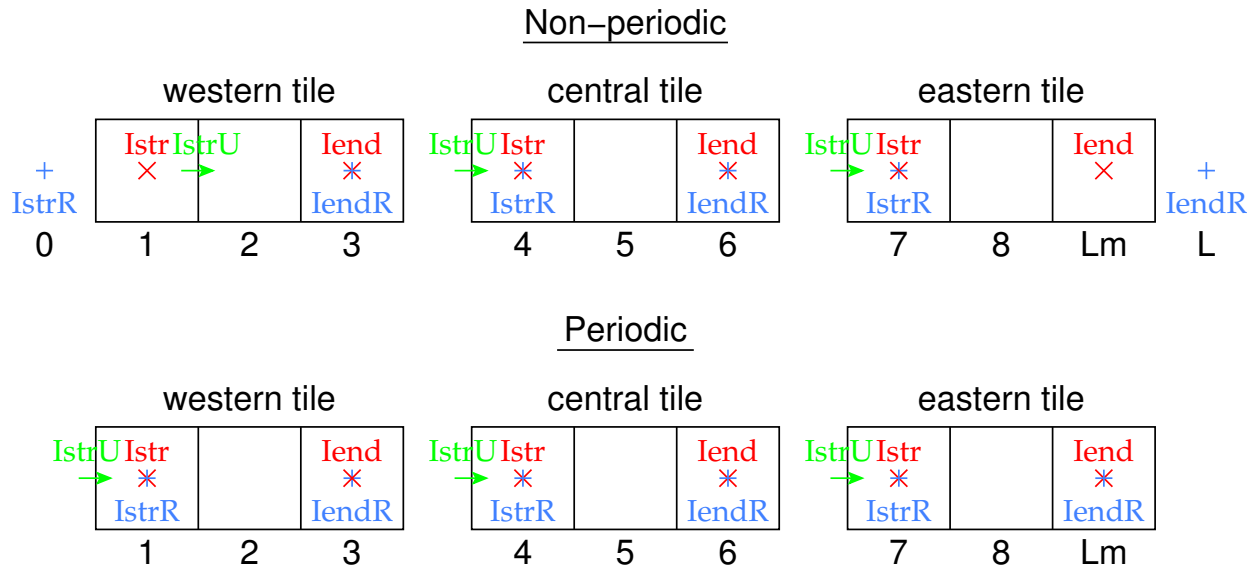 Non−periodic
western tile central tile eastern tile
Istr IstrU Iend IstrU Istr Iend IstrU Istr Iend
IstrR IendR IstrR IendR IstrR IendR
0 1 2 3 4 5 6 7 8 Lm L
Periodic
western tile central tile eastern tile
IstrU Istr Iend IstrU Istr Iend IstrU Istr Iend
IstrR IendR IstrR IendR IstrR IendR
1 2 3 4 5 6 7 8 Lm